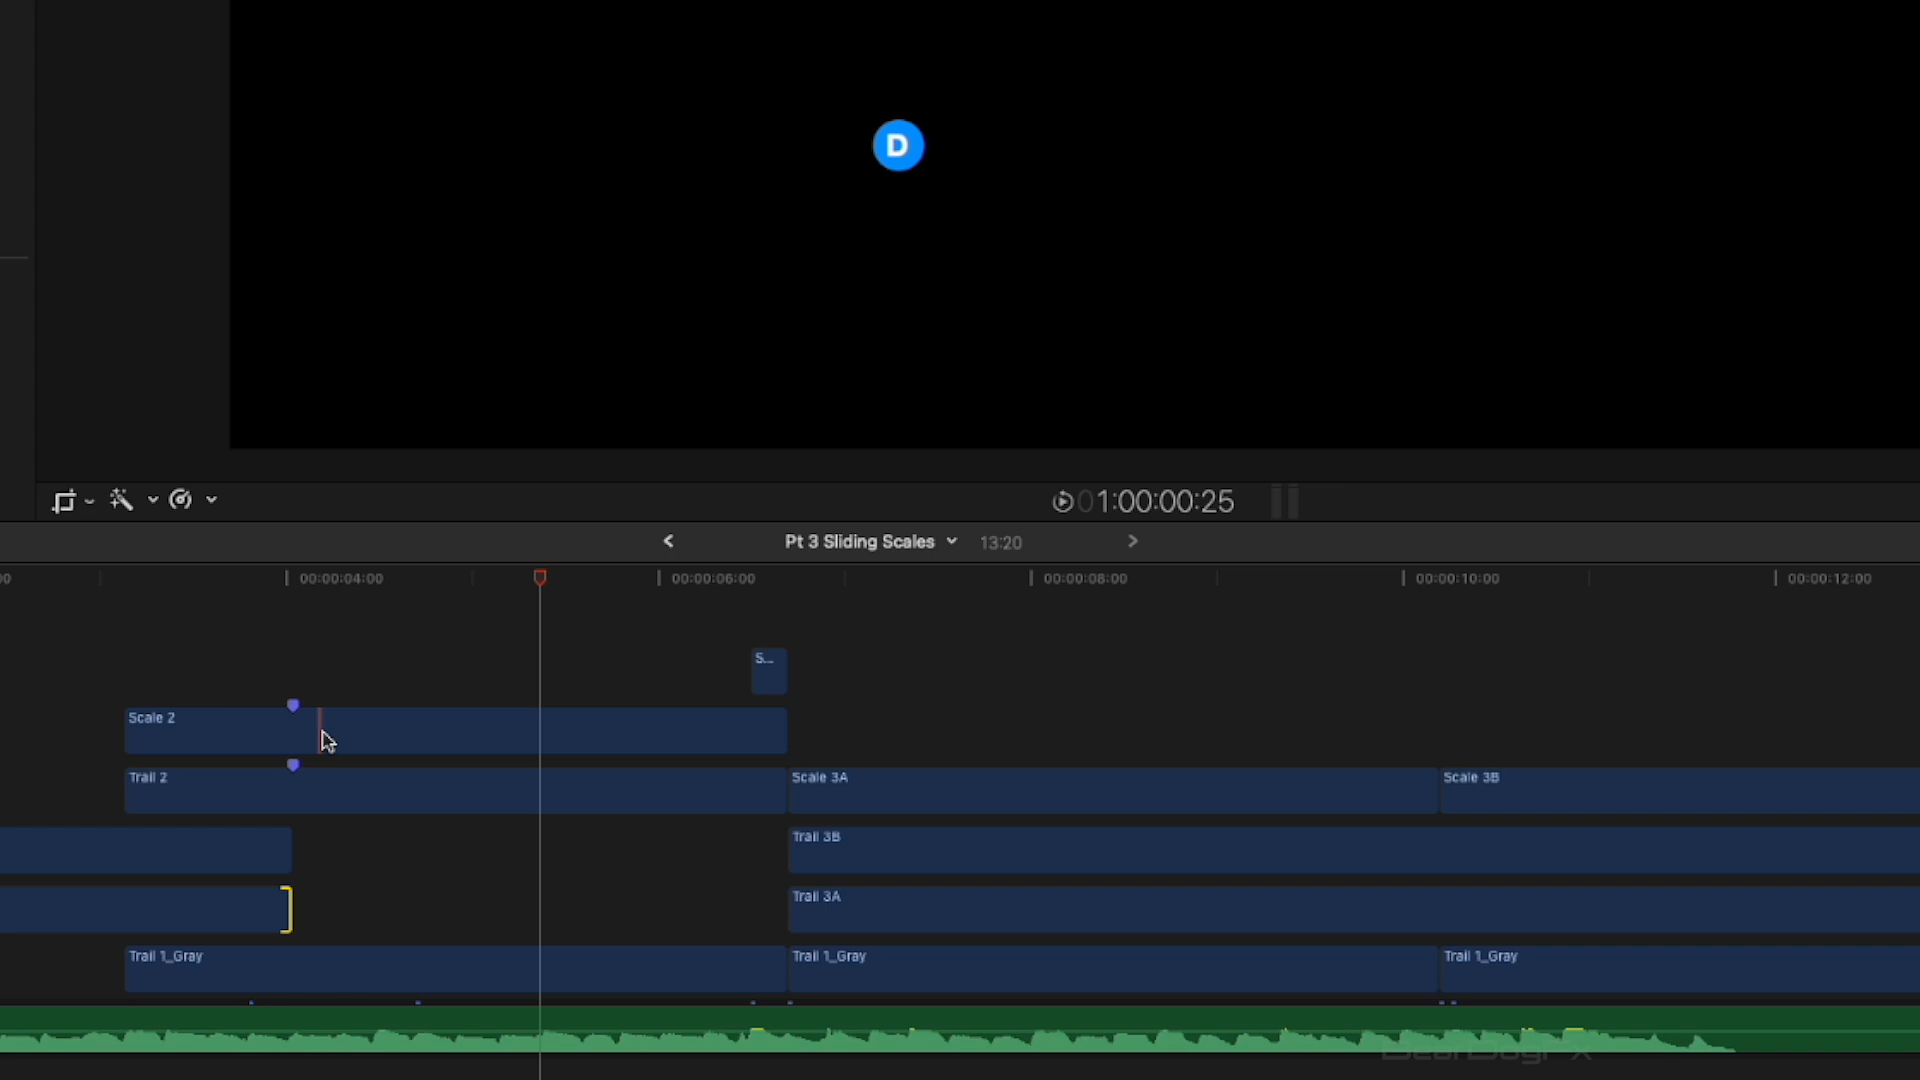 D
01:00:00:25
Pt 3 Sliding Scales 13:20
00:00:04:00 00:00:06:00 00:00:08:00 00:00:10:00 00:00:12:00
S...
Scale 2
Trail 2 Scale 3A Scale 3B
Trail 3B
Trail 3A
Trail 1_Gray Trail 1_Gray Trail 1_Gray